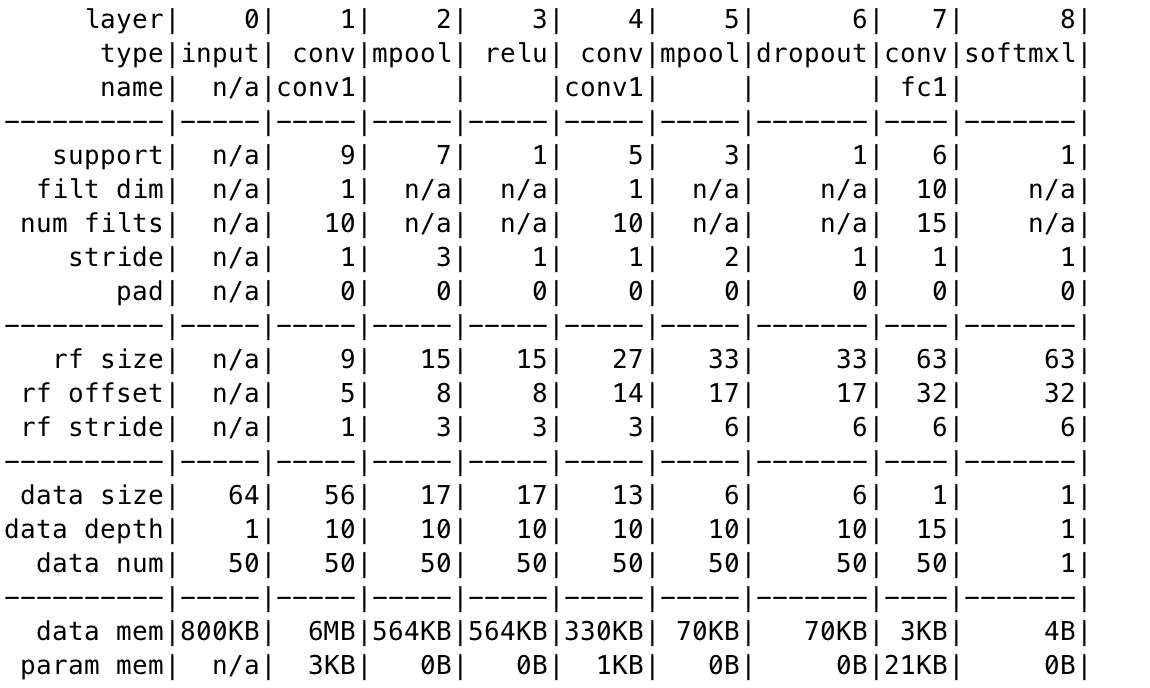 layer|    0|    1|    2|    3|    4|    5|      6|   7|      8|
      type|input| conv|mpool| relu| conv|mpool|dropout|conv|softmxl|
      name|  n/a|conv1|     |     |conv1|     |       | fc1|       |
----------|-----|-----|-----|-----|-----|-----|-------|----|-------|
   support|  n/a|    9|    7|    1|    5|    3|      1|   6|      1|
  filt dim|  n/a|    1|  n/a|  n/a|    1|  n/a|    n/a|  10|    n/a|
 num filts|  n/a|   10|  n/a|  n/a|   10|  n/a|    n/a|  15|    n/a|
    stride|  n/a|    1|    3|    1|    1|    2|      1|   1|      1|
       pad|  n/a|    0|    0|    0|    0|    0|      0|   0|      0|
----------|-----|-----|-----|-----|-----|-----|-------|----|-------|
   rf size|  n/a|    9|   15|   15|   27|   33|     33|  63|     63|
 rf offset|  n/a|    5|    8|    8|   14|   17|     17|  32|     32|
 rf stride|  n/a|    1|    3|    3|    3|    6|      6|   6|      6|
----------|-----|-----|-----|-----|-----|-----|-------|----|-------|
 data size|   64|   56|   17|   17|   13|    6|      6|   1|      1|
data depth|    1|   10|   10|   10|   10|   10|     10|  15|      1|
  data num|   50|   50|   50|   50|   50|   50|     50|  50|      1|
----------|-----|-----|-----|-----|-----|-----|-------|----|-------|
  data mem|800KB|  6MB|564KB|564KB|330KB| 70KB|   70KB| 3KB|     4B|
 param mem|  n/a|  3KB|   0B|   0B|  1KB|   0B|     0B|21KB|     0B|